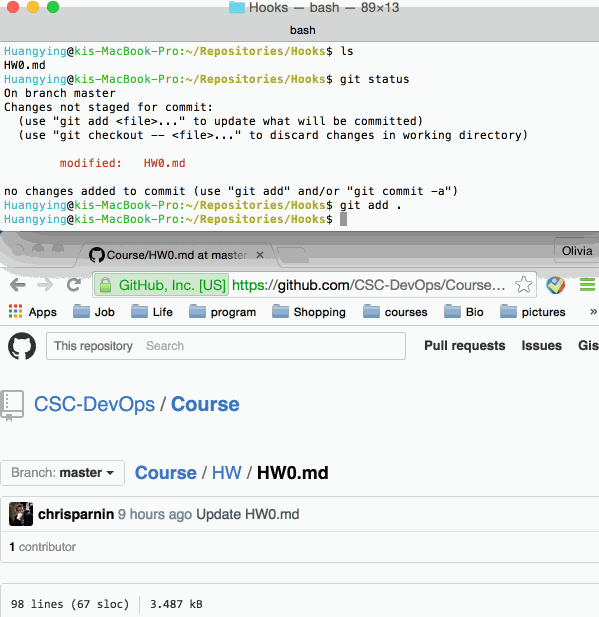 Hooks — bash — 89×13
bash
Huangying@kis-MacBook-Pro:~/Repositories/Hooks$ ls
HW0.md
Huangying@kis-MacBook-Pro:~/Repositories/Hooks$ git status
On branch master
Changes not staged for commit:
(use "git add <file>..." to update what will be committed)
(use "git checkout -- <file>..." to discard changes in working directory)
modified: HW0.md
no changes added to commit (use "git add" and/or "git commit -a")
Huangying@kis-MacBook-Pro:~/Repositories/Hooks$ git add .
Huangying@kis-MacBook-Pro:~/Repositories/Hooks$
Course/HW0.md at master × Olivia
GitHub, Inc. [US] https://github.com/CSC-DevOps/Course...
Apps Job Life program Shopping courses Bio pictures »
This repository Search Pull requests Issues Gis
CSC-DevOps / Course
Branch: master Course / HW / HW0.md
chrisparnin 9 hours ago Update HW0.md
1 contributor
98 lines (67 sloc) 3.487 kB